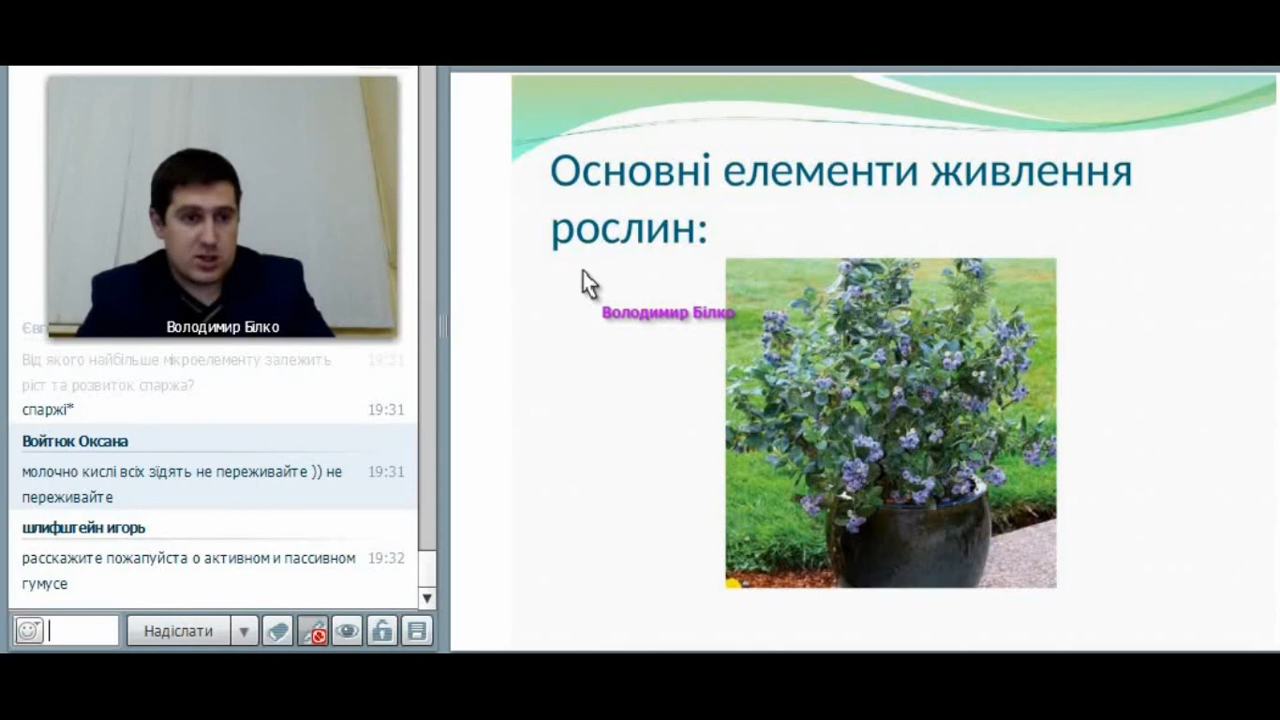 Володимир Білко
Від якого найбільше мікроелементу залежить 19:31
ріст та розвиток спаржа?
спаржі* 19:31
Войтюк Оксана
молочно кислі всіх зїдять не переживайте )) не 19:31
переживайте
шлифштейн игорь
расскажите пожапуйста о активном и пассивном 19:32
гумусе
Надіслати
Основні елементи живлення
рослин:
Володимир Білко